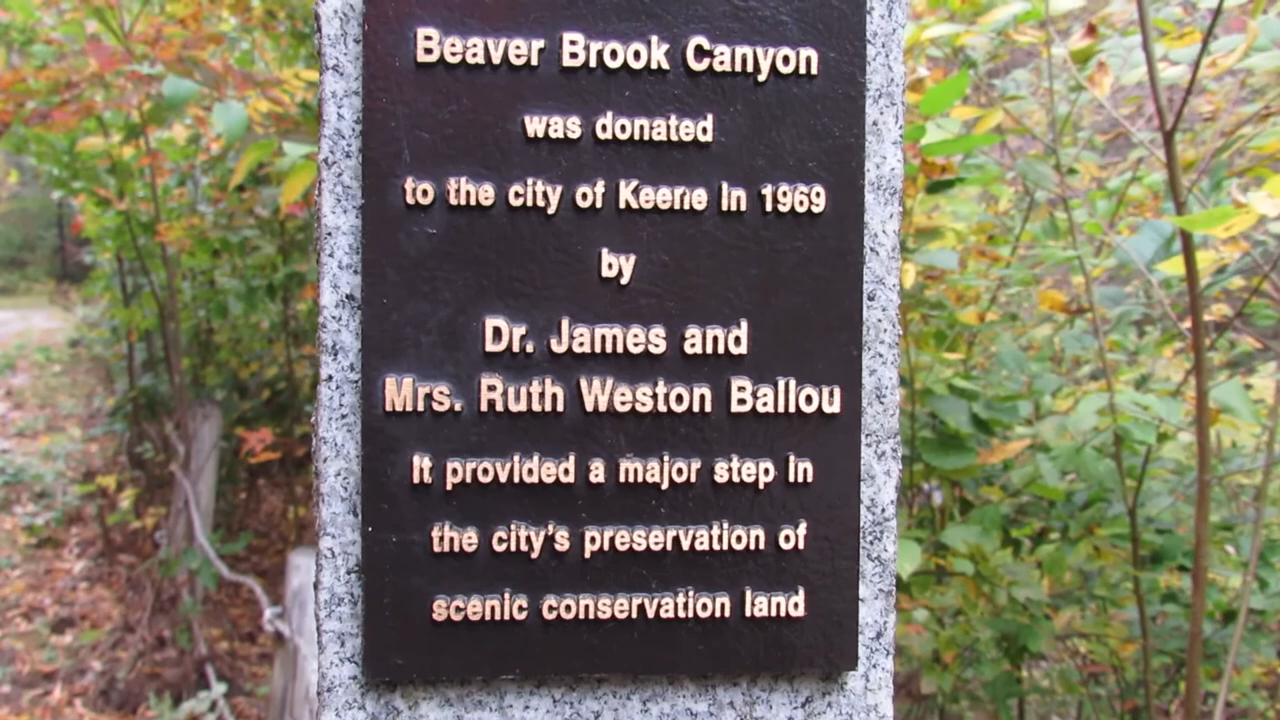 Beaver Brook Canyon
was donated
to the city of Keene in 1969
by
Dr. James and
Mrs. Ruth Weston Ballou
It provided a major step in
the city's preservation of
scenic conservation land